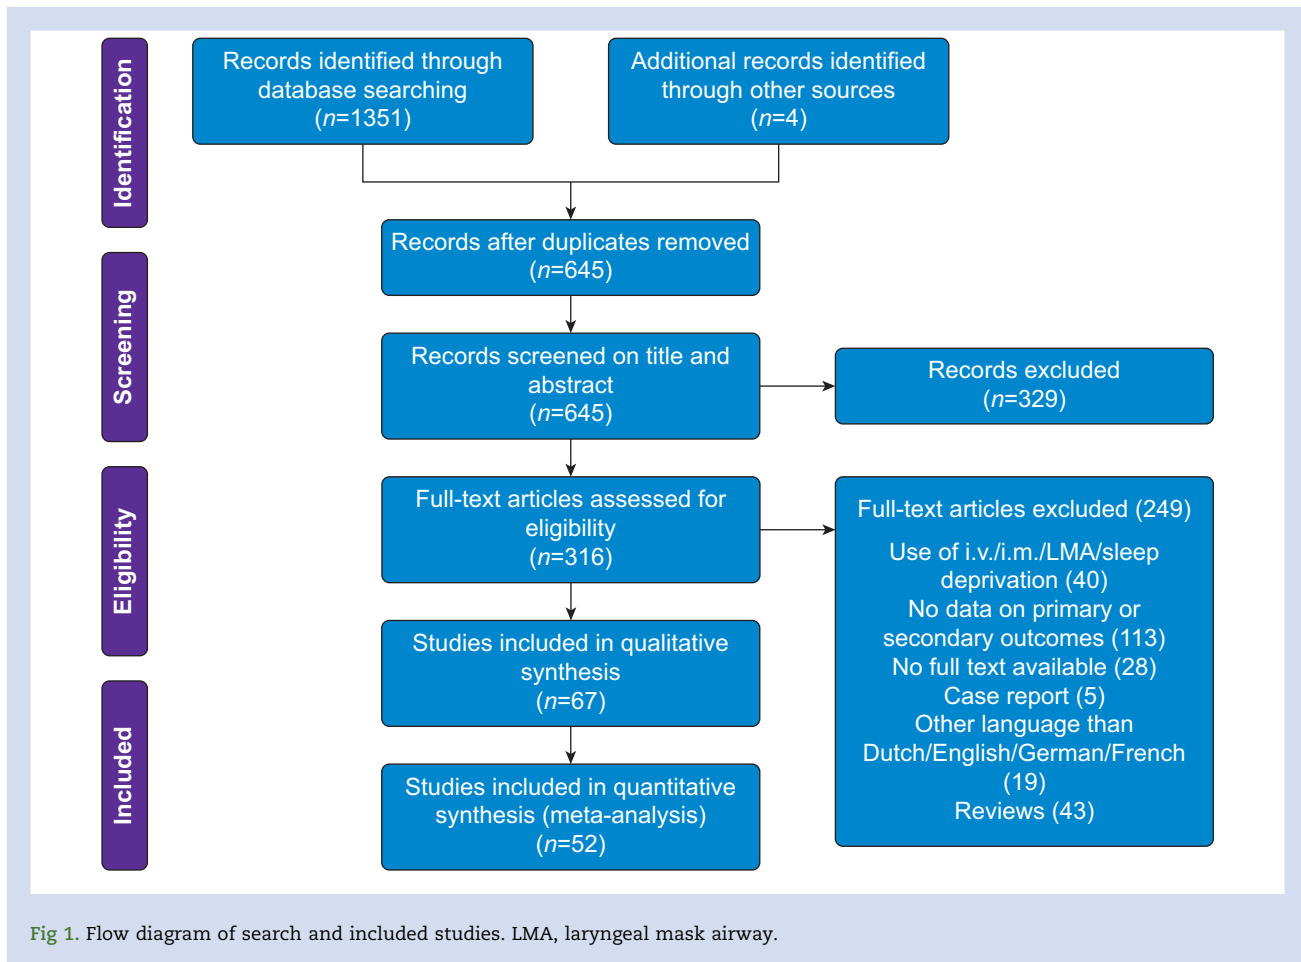 Identification
Records identified through
database searching
(n=1351)
Additional records identified
through other sources
(n=4)
Records after duplicates removed
(n=645)
Screening
Records screened on title and
abstract
(n=645)
Records excluded
(n=329)
Eligibility
Full-text articles assessed for
eligibility
(n=316)
Full-text articles excluded (249)
Use of i.v./i.m./LMA/sleep
deprivation (40)
No data on primary or
secondary outcomes (113)
No full text available (28)
Case report (5)
Other language than
Dutch/English/German/French
(19)
Reviews (43)
Studies included in qualitative
synthesis
(n=67)
Included
Studies included in quantitative
synthesis (meta-analysis)
(n=52)
Fig 1. Flow diagram of search and included studies. LMA, laryngeal mask airway.